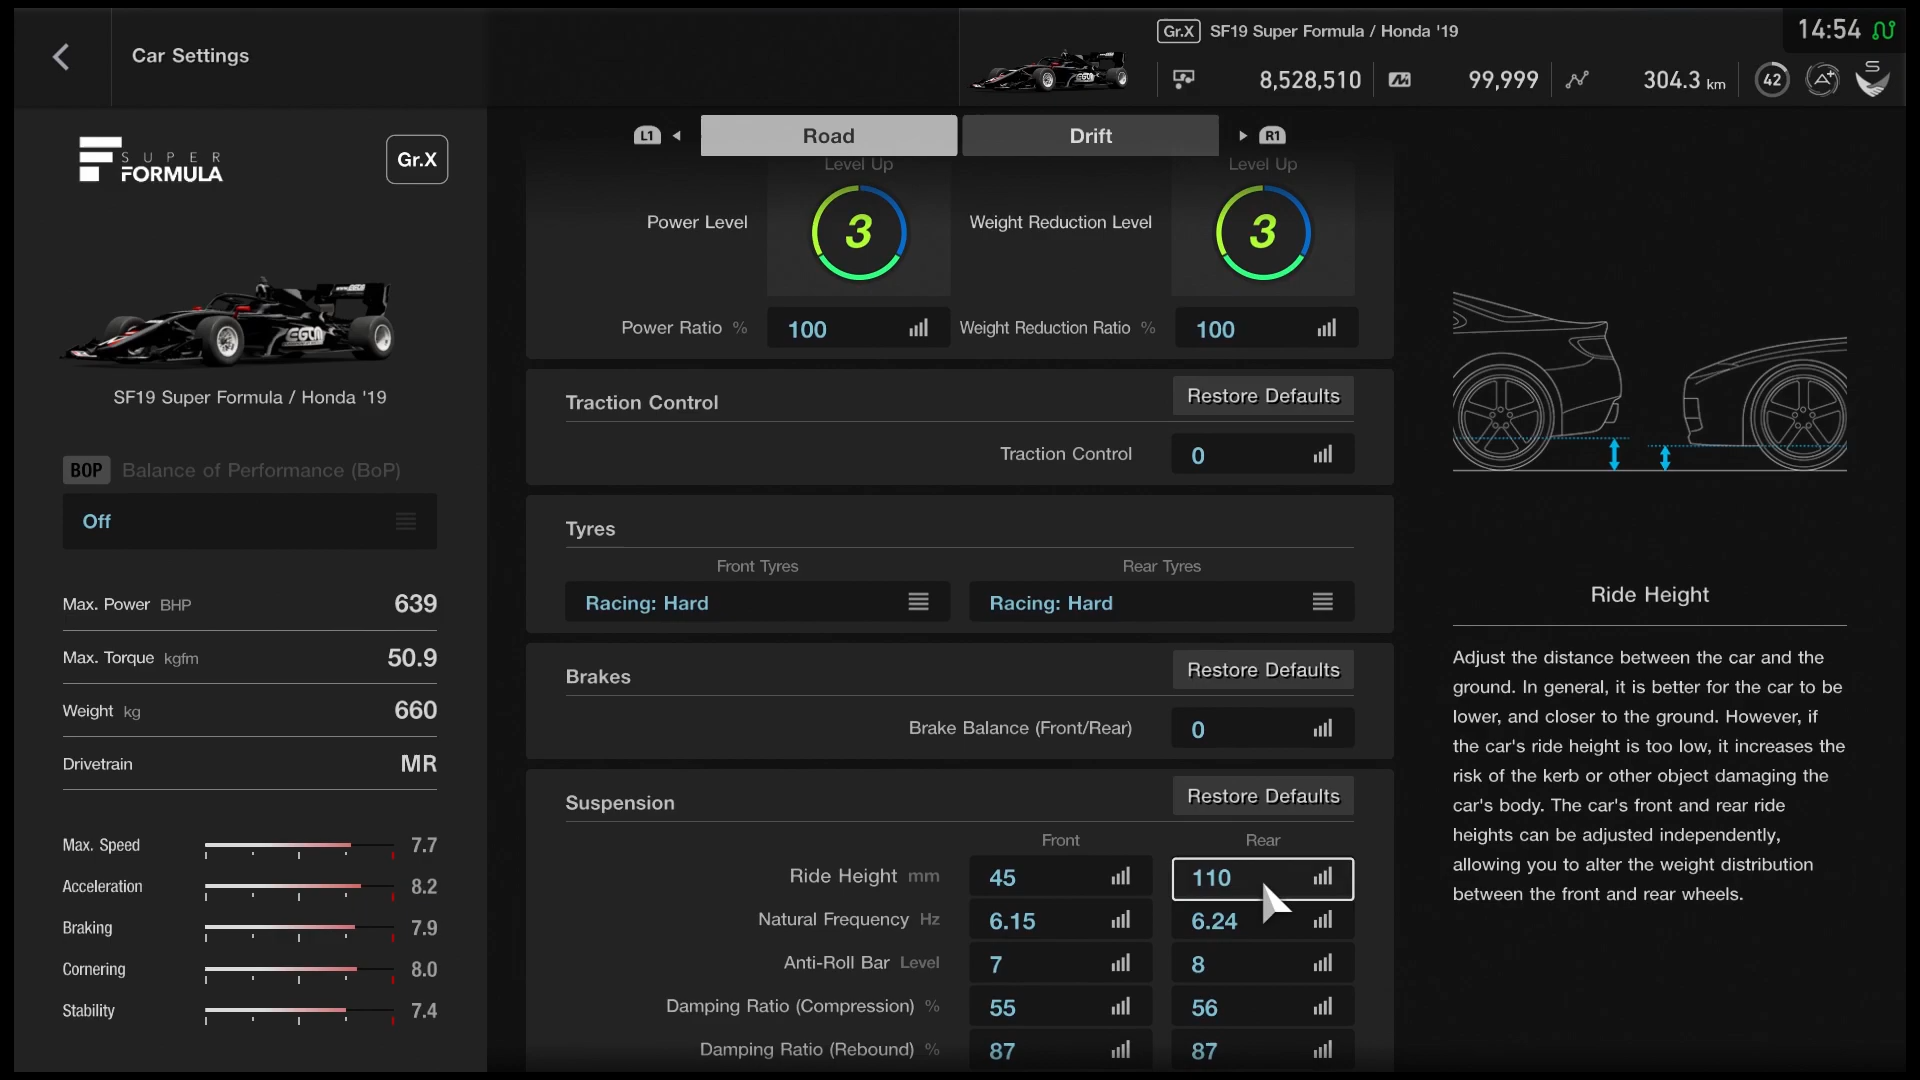 Car Settings
Gr.X SF19 Super Formula / Honda '19
14:54
8,528,510
99,999
304.3 km
42
A+
S
L1
Road
Drift
R1
SUPER
FORMULA
Gr.X
SF19 Super Formula / Honda '19
BOP Balance of Performance (BoP)
Off
Max. Power BHP 639
Max. Torque kgfm 50.9
Weight kg 660
Drivetrain MR
Max. Speed 7.7
Acceleration 8.2
Braking 7.9
Cornering 8.0
Stability 7.4
Level Up
Level Up
Power Level 3
Weight Reduction Level 3
Power Ratio % 100
Weight Reduction Ratio % 100
Traction Control
Restore Defaults
Traction Control 0
Tyres
Front Tyres
Rear Tyres
Racing: Hard
Racing: Hard
Brakes
Restore Defaults
Brake Balance (Front/Rear) 0
Suspension
Restore Defaults
Front Rear
Ride Height mm 45 110
Natural Frequency Hz 6.15 6.24
Anti-Roll Bar Level 7 8
Damping Ratio (Compression) % 55 56
Damping Ratio (Rebound) % 87 87
Ride Height
Adjust the distance between the car and the
ground. In general, it is better for the car to be
lower, and closer to the ground. However, if
the car's ride height is too low, it increases the
risk of the kerb or other object damaging the
car's body. The car's front and rear ride
heights can be adjusted independently,
allowing you to alter the weight distribution
between the front and rear wheels.